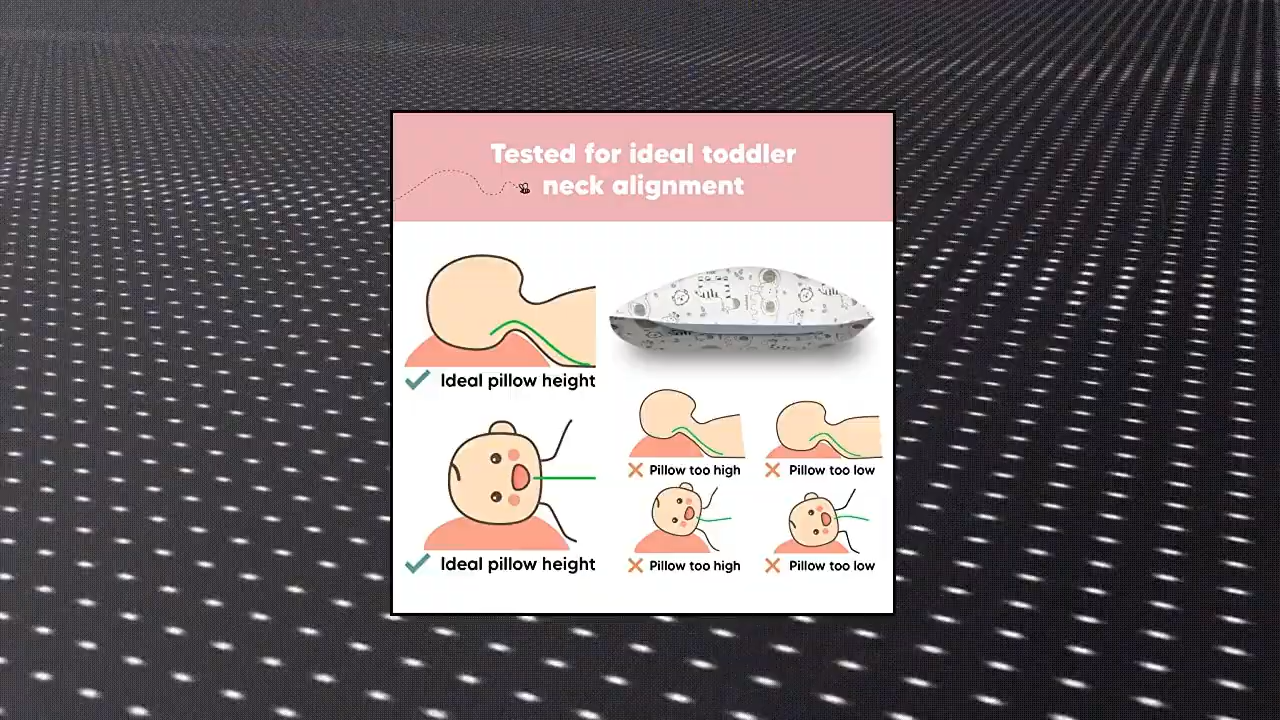 Tested for ideal toddler
neck alignment
Ideal pillow height
Pillow too high
Pillow too low
Ideal pillow height
Pillow too high
Pillow too low